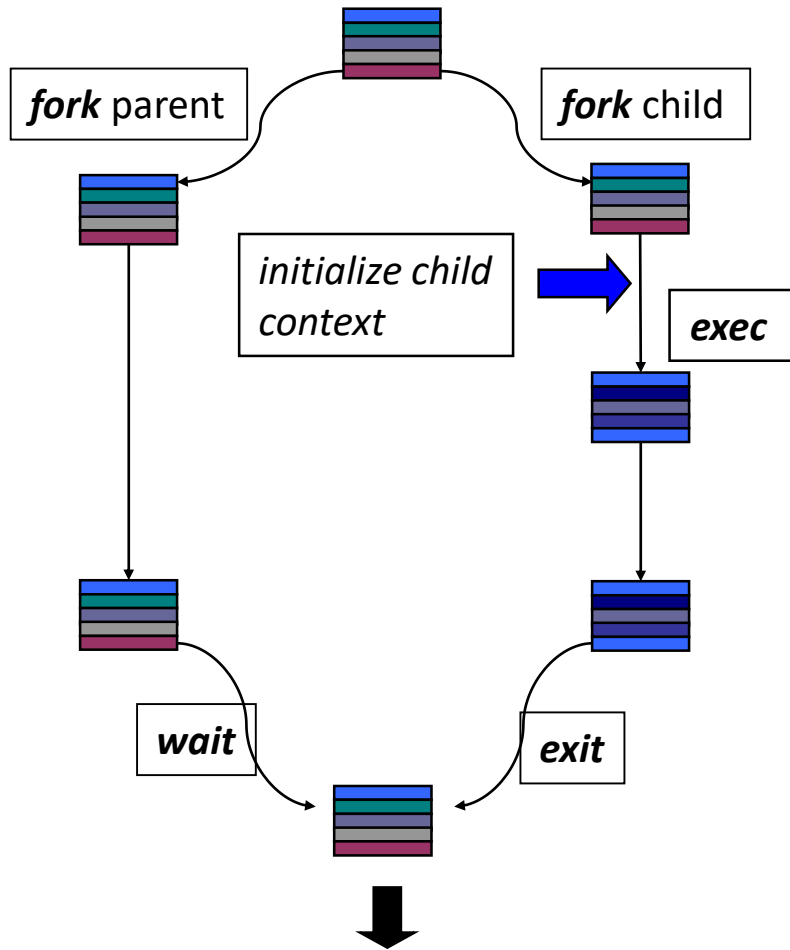 fork parent
fork child
initialize child
context
exec
wait
exit